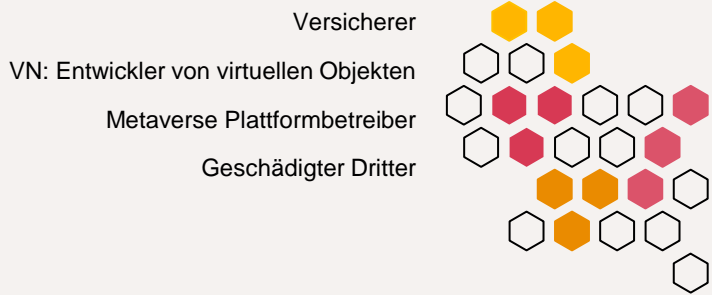 Versicherer
VN: Entwickler von virtuellen Objekten
Metaverse Plattformbetreiber
Geschädigter Dritter